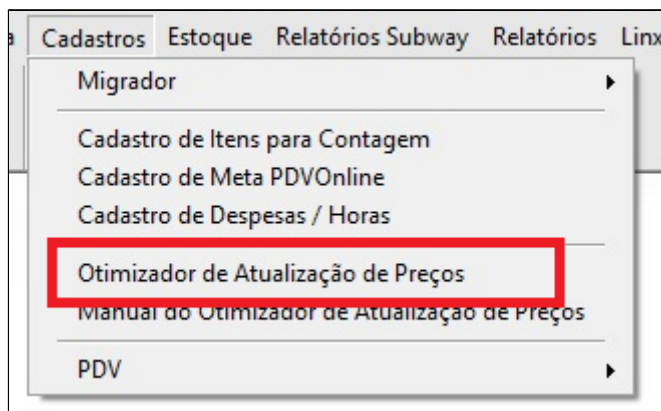 Cadastros Estoque Relatórios Subway Relatórios Linx
Migrador
Cadastro de Itens para Contagem
Cadastro de Meta PDVOnline
Cadastro de Despesas / Horas
Otimizador de Atualização de Preços
Manual do Otimizador de Atualização de Preços
PDV